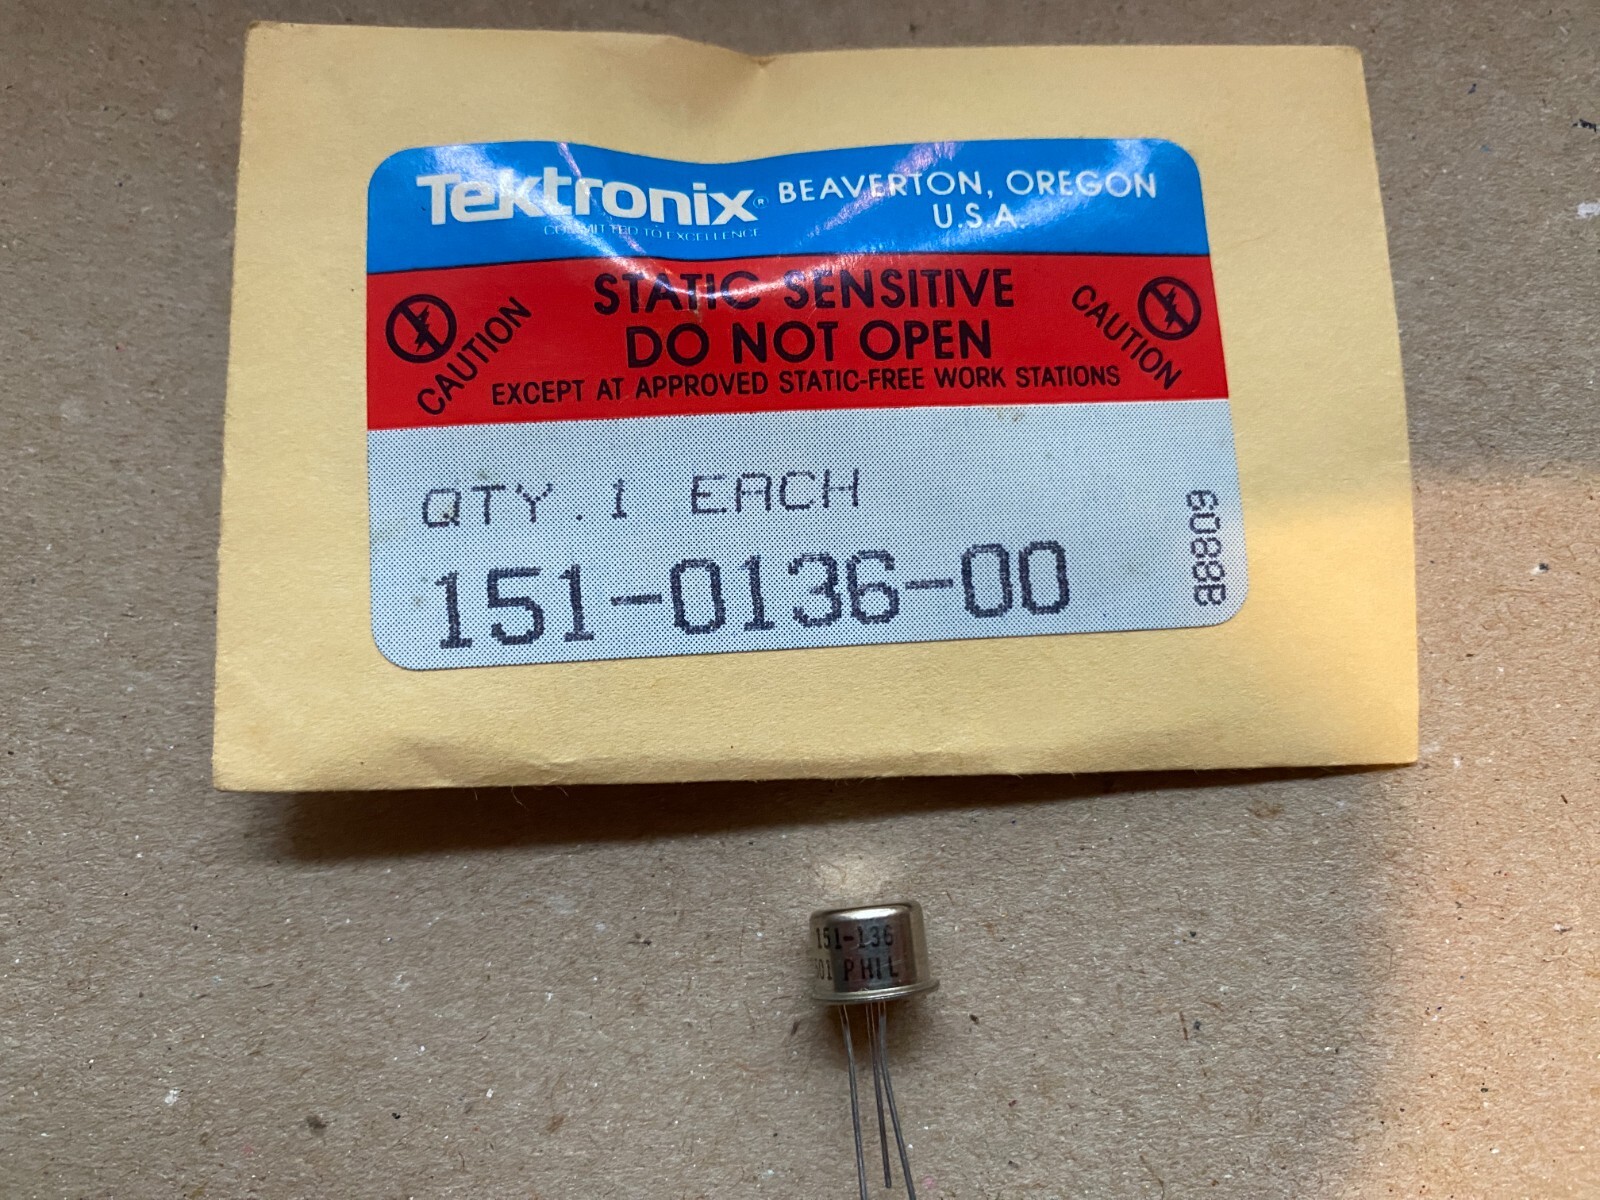 Tektronix® BEAVERTON, OREGON
U.S.A.
COMMITTED TO EXCELLENCE
STATIC SENSITIVE
DO NOT OPEN
EXCEPT AT APPROVED STATIC-FREE WORK STATIONS
CAUTION
CAUTION
QTY.1 EACH
151-0136-00
a8809
151-136
PHIL